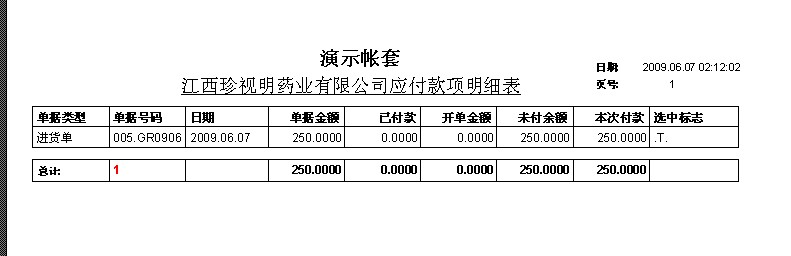 演示帐套
日期: 2009.06.07 02:12:02
江西珍视明药业有限公司应付款项明细表
页号: 1
单据类型 单据号码 日期 单据金额 已付款 开单金额 未付余额 本次付款 选中标志
进货单 005.GR0906 2009.06.07 250.0000 0.0000 0.0000 250.0000 250.0000 .T.
总计: 1 250.0000 0.0000 0.0000 250.0000 250.0000